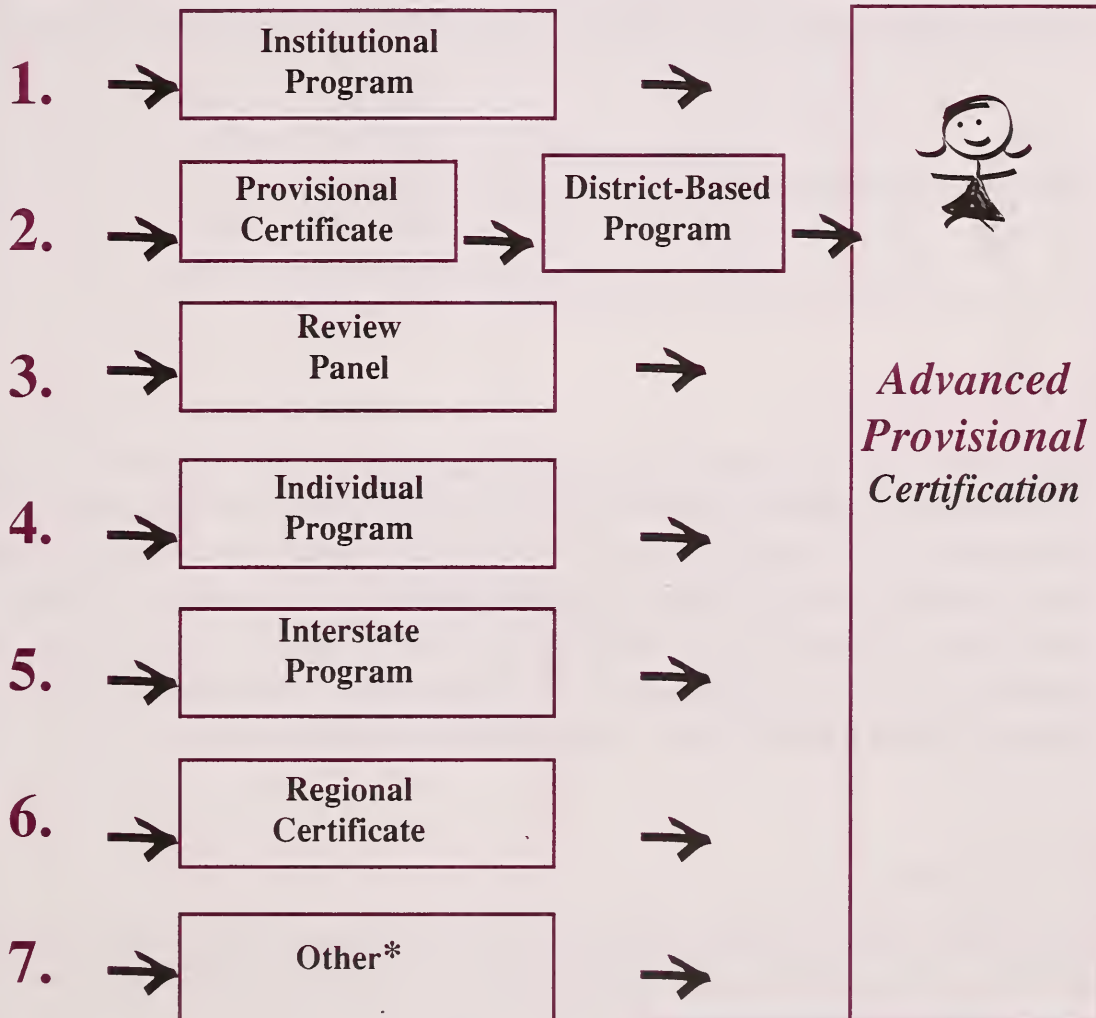 1.
Institutional
Program
2.
Provisional
Certificate
District-Based
Program
3.
Review
Panel
4.
Individual
Program
5.
Interstate
Program
6.
Regional
Certificate
7.
Other*
Advanced
Provisional
Certification